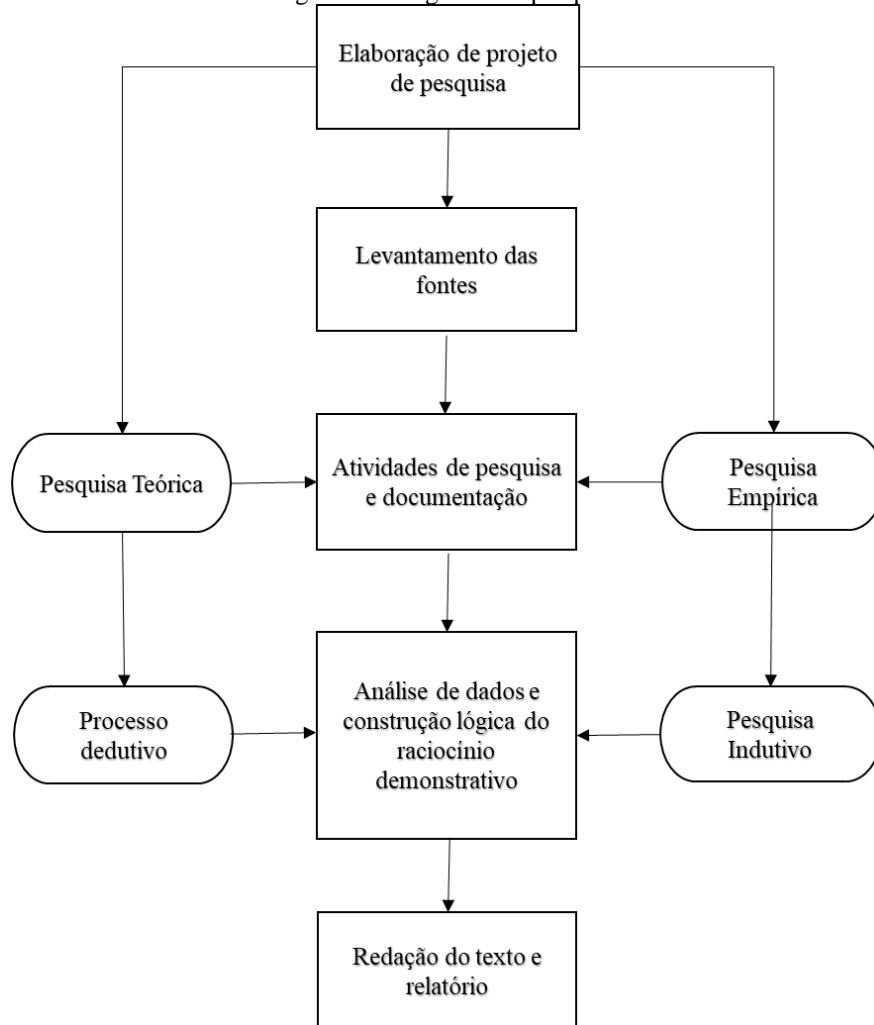 Elaboração de projeto
de pesquisa
Levantamento das
fontes
Pesquisa Teórica
Atividades de pesquisa
e documentação
Pesquisa
Empírica
Processo
dedutivo
Análise de dados e
construção lógica do
raciocínio
demonstrativo
Pesquisa
Indutivo
Redação do texto e
relatório